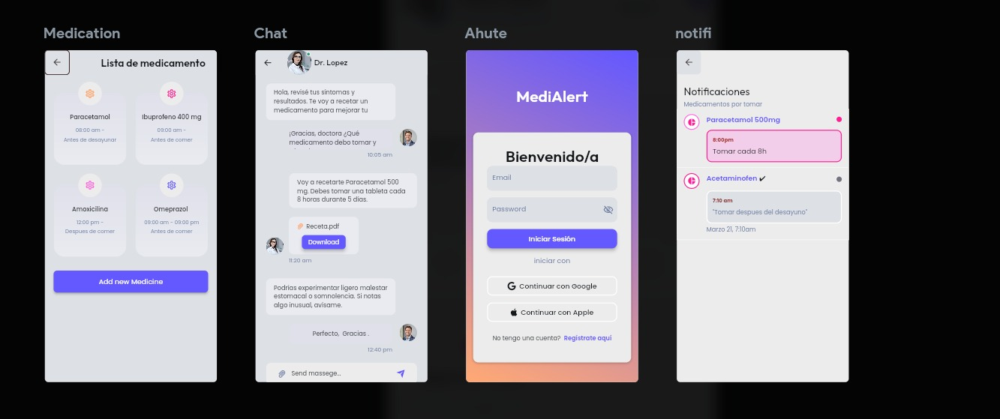 Medication
Lista de medicamento
Paracetamol
08:00 am -
Antes de desayunar
Ibuprofeno 400 mg
09:00 am -
Antes de comer
Amoxicilina
12:00 pm -
Despues de comer
Omeprazol
09:00 am - 09:00 pm
Antes de comer
Add new Medicine
Chat
Dr. Lopez
Hola, revisé tus síntomas y
resultados. Te voy a recetar un
medicamento para mejorar tu
¡Gracias, doctora ¿Qué
medicamento debo tomar y
10:05 am
Voy a recetarte Paracetamol 500
mg. Debes tomar una tableta cada
8 horas durante 5 días.
Receta.pdf
Download
11:20 am
Podrías experimentar ligero malestar
estomacal o somnolencia. Si notas
algo inusual, avísame.
Perfecto, Gracias .
12:40 pm
Send massege...
Ahute
MediAlert
Bienvenido/a
Email
Password
Iniciar Sesión
iniciar con
Continuar con Google
Continuar con Apple
No tengo una cuenta? Regístrate aquí
notifi
Notificaciones
Medicamentos por tomar
Paracetamol 500mg
8:00pm
Tomar cada 8h
Acetaminofen ✔
7:10 am
"Tomar despues del desayuno"
Marzo 21, 7:10am